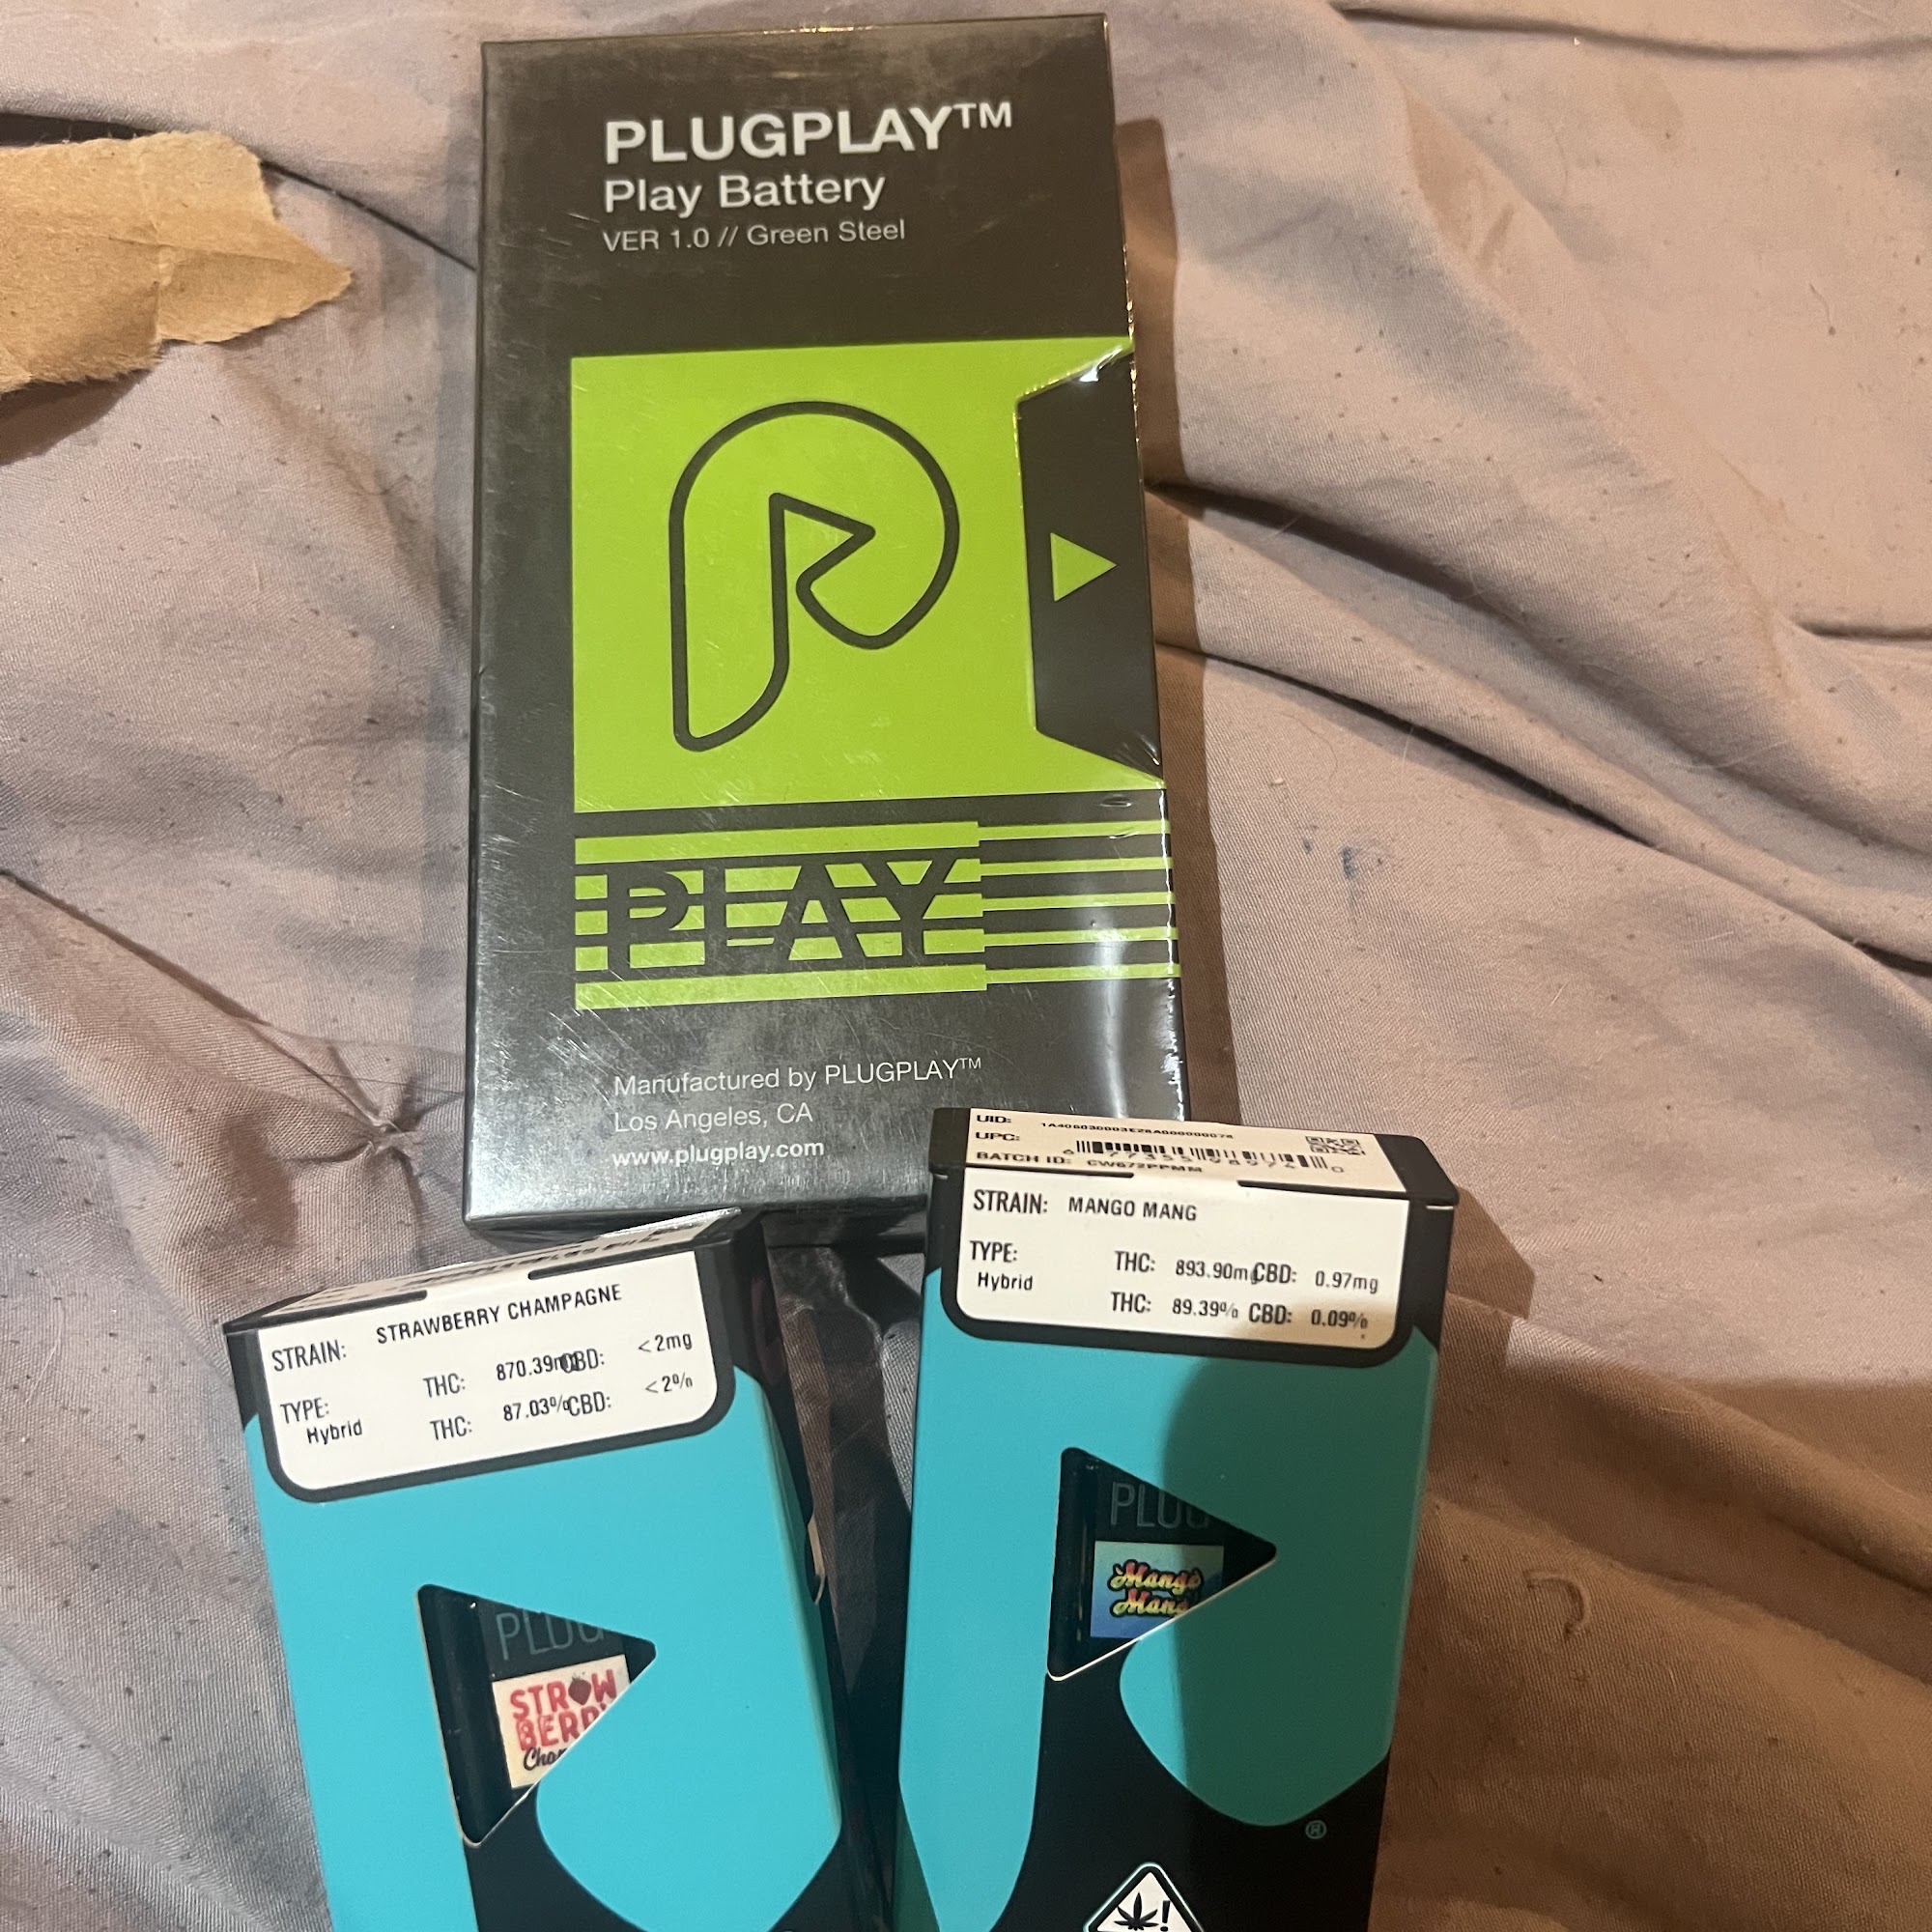 PLUGPLAY™
Play Battery
VER 1.0 // Green Steel
PLAY
Manufactured by PLUGPLAY™
Los Angeles, CA
www.plugplay.com
STRAIN: STRAWBERRY CHAMPAGNE
TYPE: Hybrid
THC: 870.39mg CBD: <2mg
THC: 87.03% CBD: <2%
PLUG
STRAW
BERRY
UID:
UPC:
BATCH ID: CW672PPMM
STRAIN: MANGO MANG
TYPE: Hybrid
THC: 893.90mg CBD: 0.97mg
THC: 89.39% CBD: 0.09%
PLUG
Mango
Mang
®
!